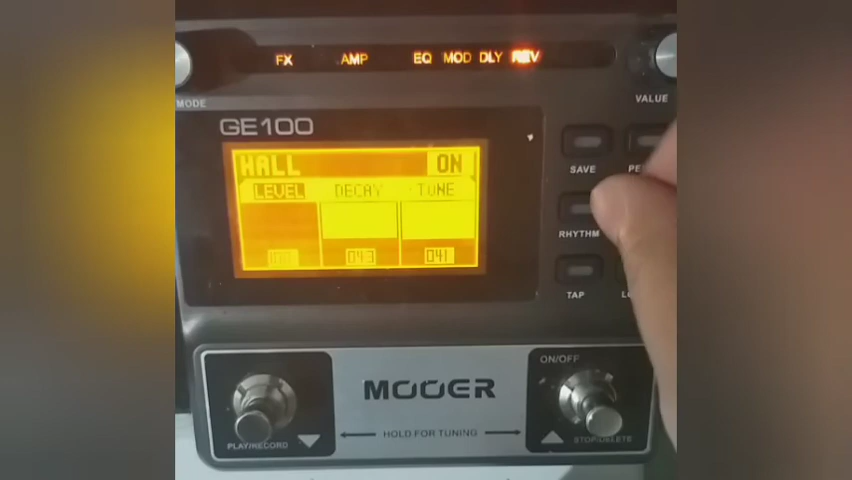 FX AMP EQ MOD DLY REV
MODE
VALUE
GE100
HALL ON
LEVEL DECAY TUNE
043 041
SAVE
RHYTHM
TAP
ON/OFF
MOOER
PLAY/RECORD
HOLD FOR TUNING
STOP/DELETE